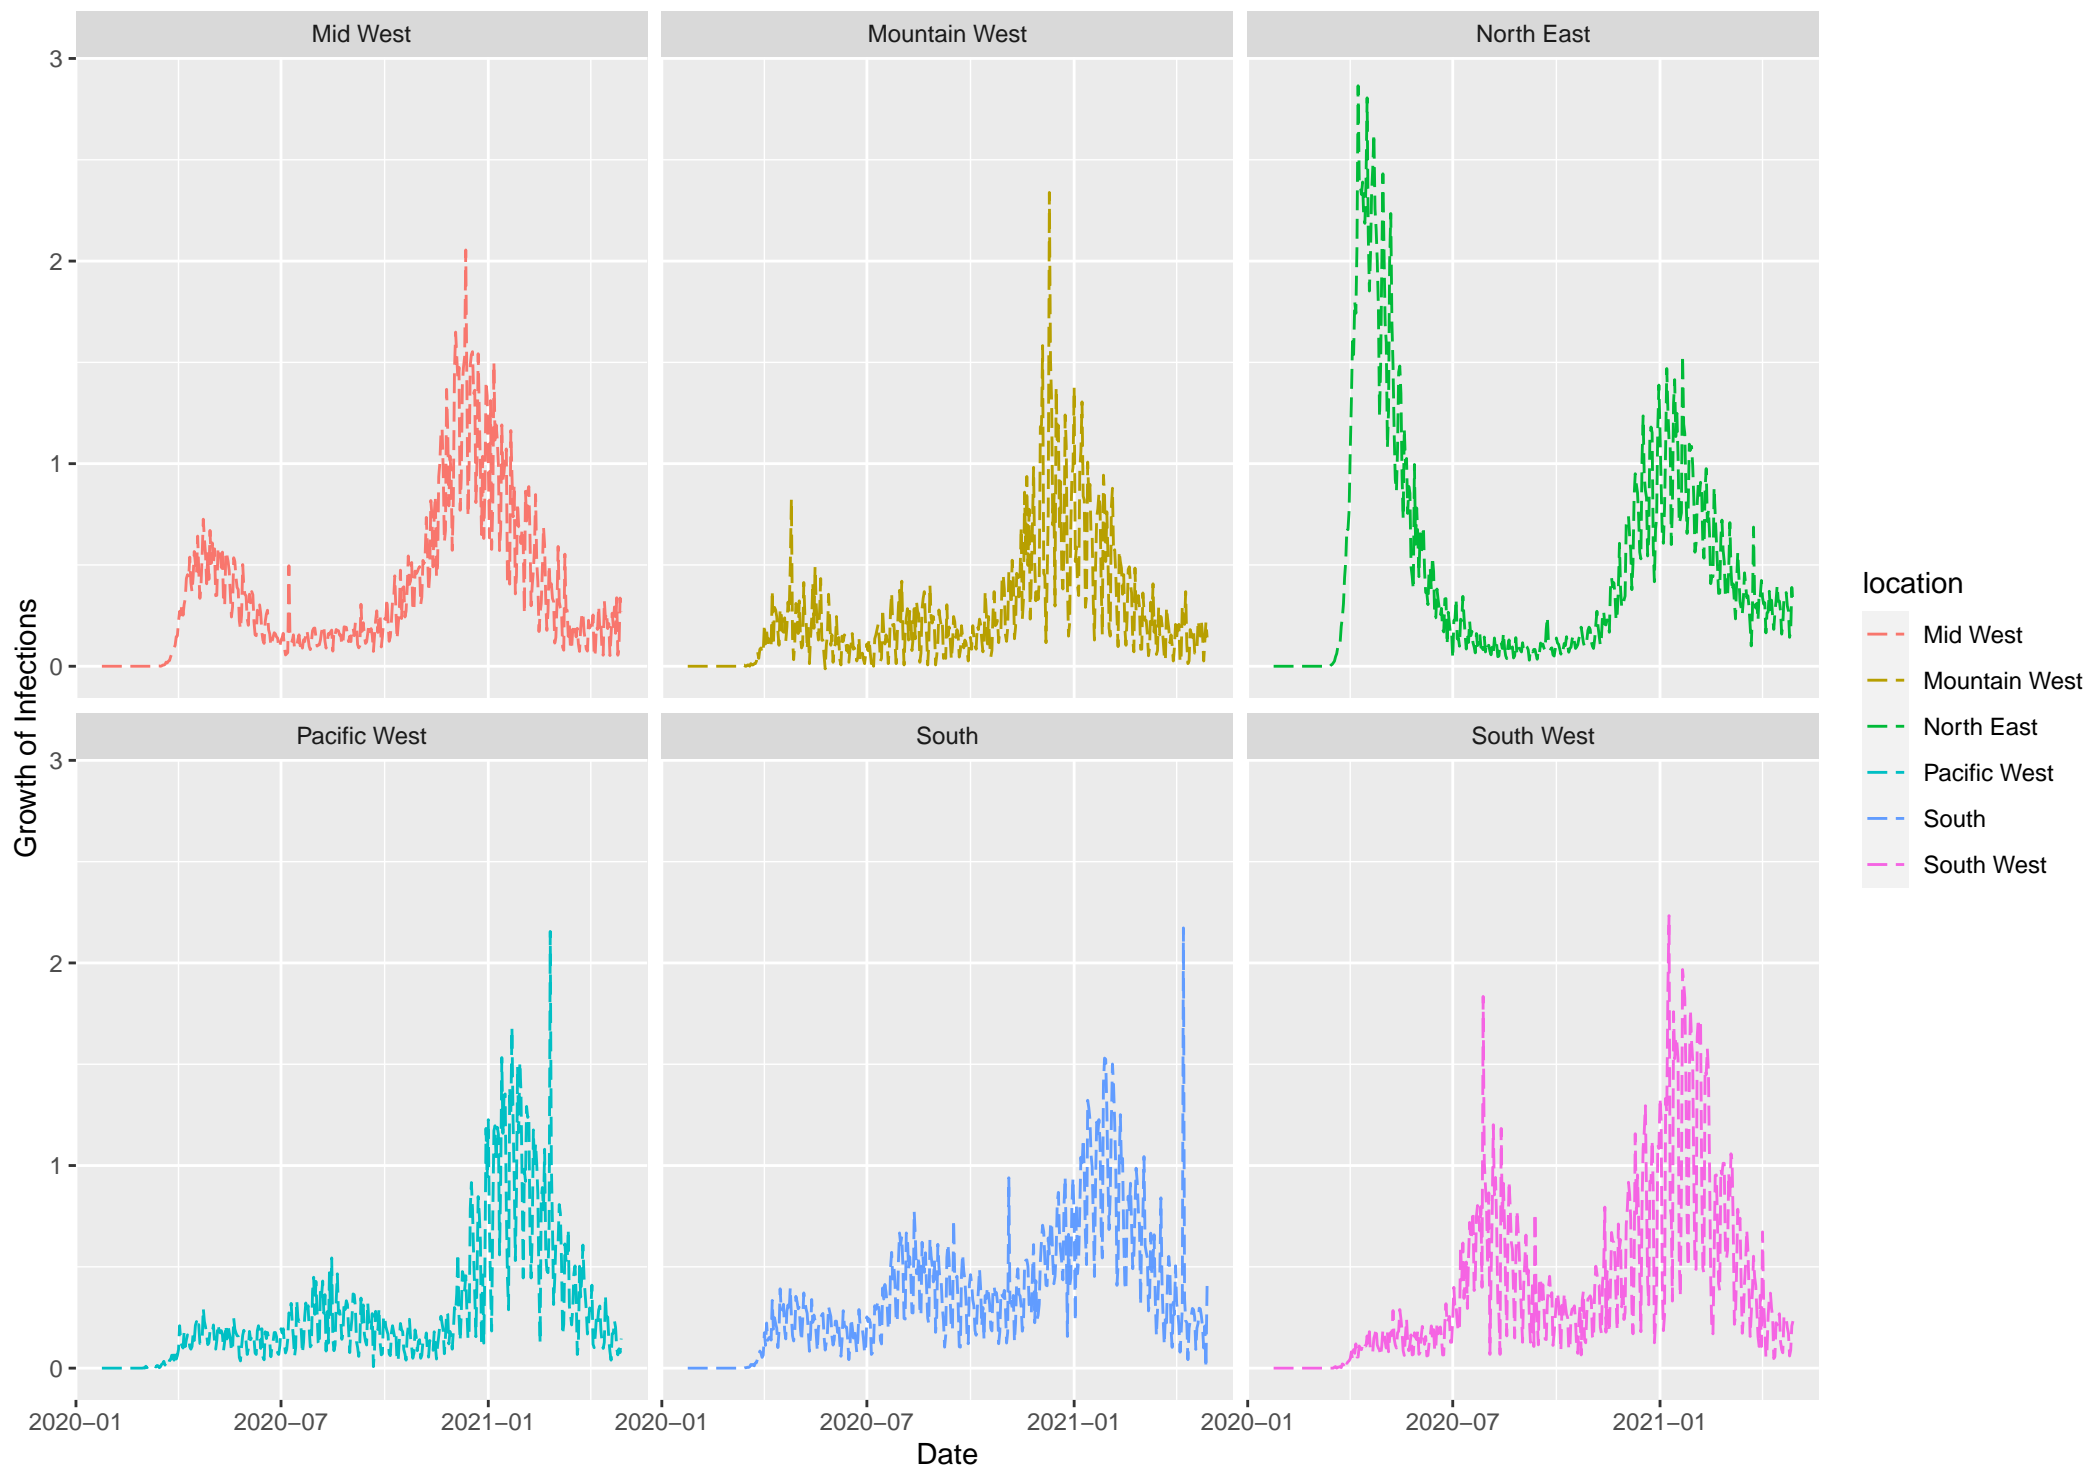 Mid West
Mountain West
North East
3
2
1
0
Pacific West
South
South West
3
2
1
0
2020–01
2020–07
2021–01
2020–01
2020–07
2021–01
2020–01
2020–07
2021–01
Date
Growth of Infections
location
Mid West
Mountain West
North East
Pacific West
South
South West